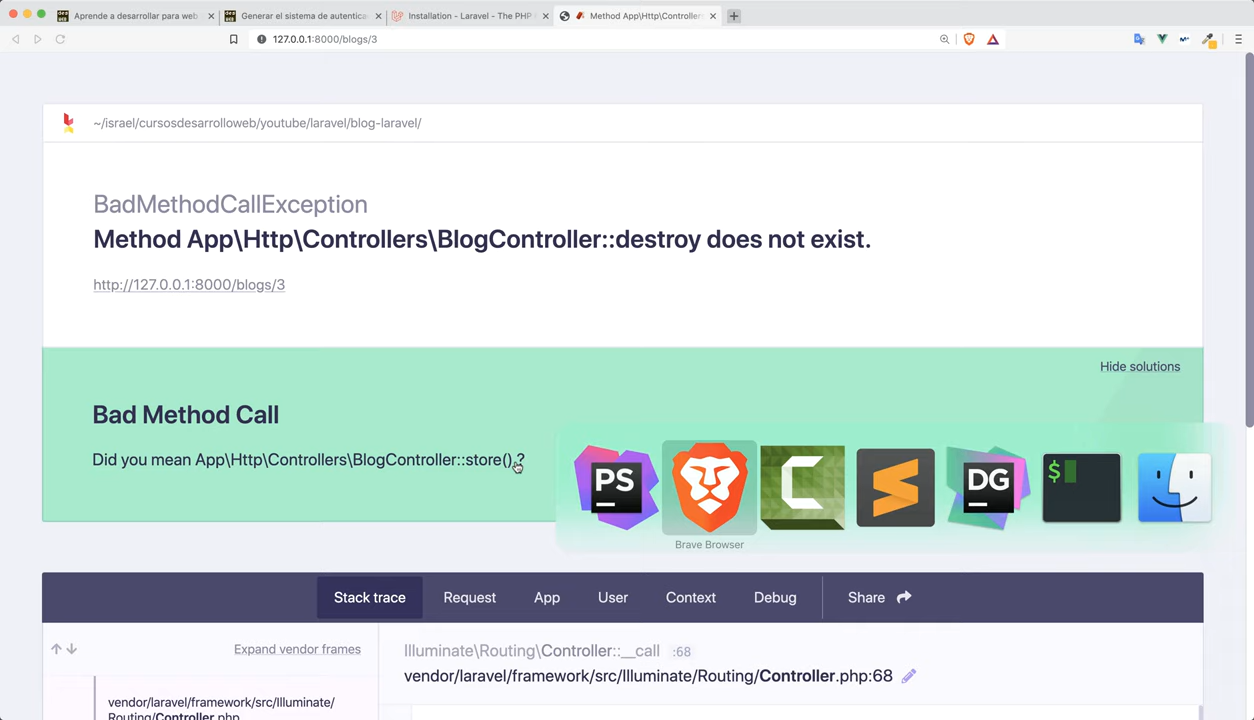 Aprende a desarrollar para web
Generar el sistema de autentica
Installation - Laravel - The PHP
Method App\Http\Controllers
127.0.0.1:8000/blogs/3
~/israel/cursosdesarrolloweb/youtube/laravel/blog-laravel/
BadMethodCallException
Method App\Http\Controllers\BlogController::destroy does not exist.
http://127.0.0.1:8000/blogs/3
Hide solutions
Bad Method Call
Did you mean App\Http\Controllers\BlogController::store() ?
PS
DG
$
Brave Browser
Stack trace
Request
App
User
Context
Debug
Share
Expand vendor frames
Illuminate\Routing\Controller::__call :68
vendor/laravel/framework/src/Illuminate/Routing/Controller.php:68
vendor/laravel/framework/src/Illuminate/
Routing/Controller.php